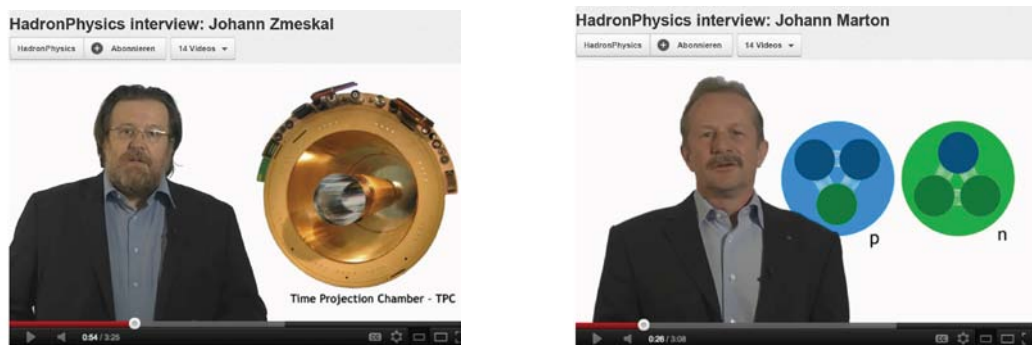 HadronPhysics interview: Johann Zmeskal
HadronPhysics Abonnieren 14 Videos
Time Projection Chamber - TPC
0:54 / 3:25
HadronPhysics interview: Johann Marton
HadronPhysics Abonnieren 14 Videos
p n
0:26 / 3:08